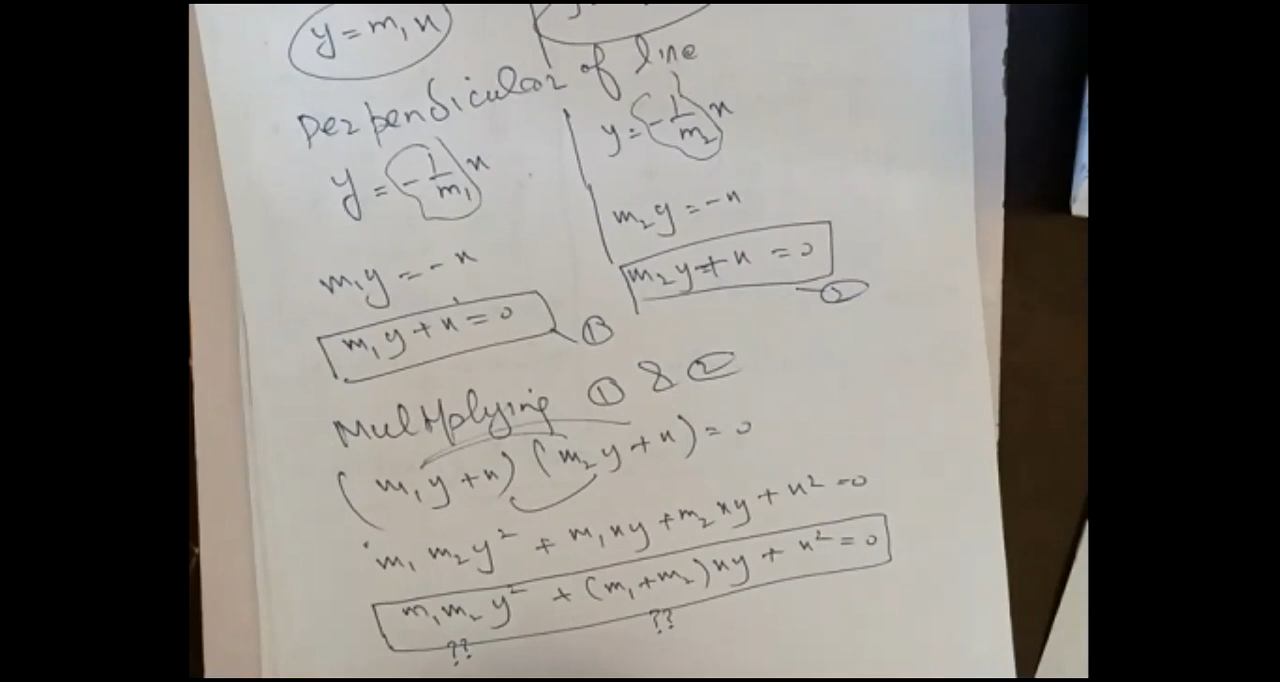 y = m₁x
Perpendicular of line
y = -1/m₁ x
m₁y = -x
m₁y + x = 0 ①
y = -1/m₂ x
m₂y = -x
m₂y + x = 0 ②
Multiplying ① & ②
(m₁y + x) (m₂y + x) = 0
m₁m₂y² + m₁xy + m₂xy + x² = 0
m₁m₂y² + (m₁+m₂)xy + x² = 0
?? ??